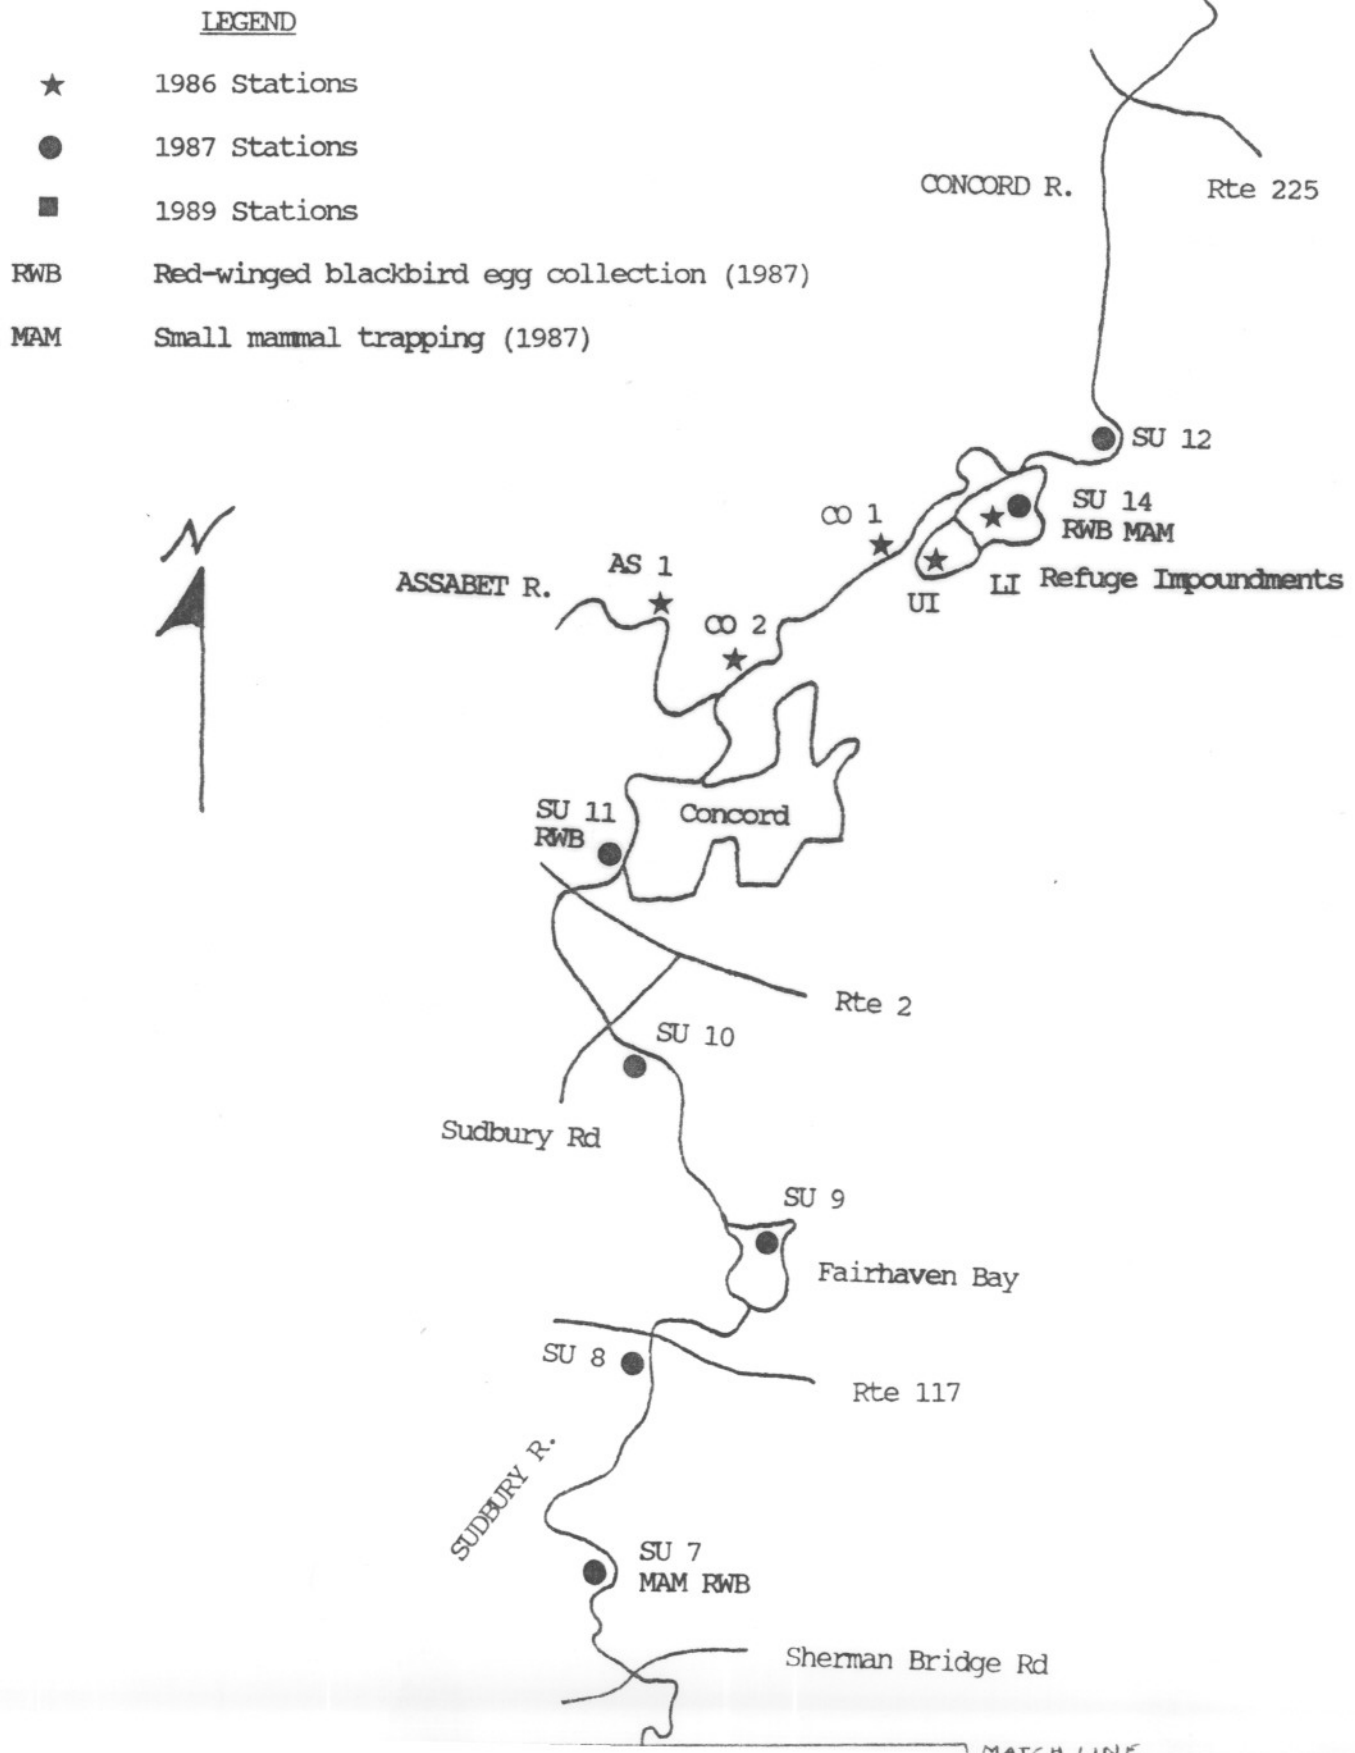 LEGEND
1986 Stations
1987 Stations
1989 Stations
RWB Red-winged blackbird egg collection (1987)
MAM Small mammal trapping (1987)
CONCORD R.
Rte 225
SU 12
SU 14
RWB MAM
CO 1
LI Refuge Impoundments
UI
N
ASSABET R.
AS 1
CO 2
Concord
SU 11
RWB
Rte 2
SU 10
Sudbury Rd
SU 9
Fairhaven Bay
SU 8
Rte 117
SUDBURY R.
SU 7
MAM RWB
Sherman Bridge Rd
MATCH LINE